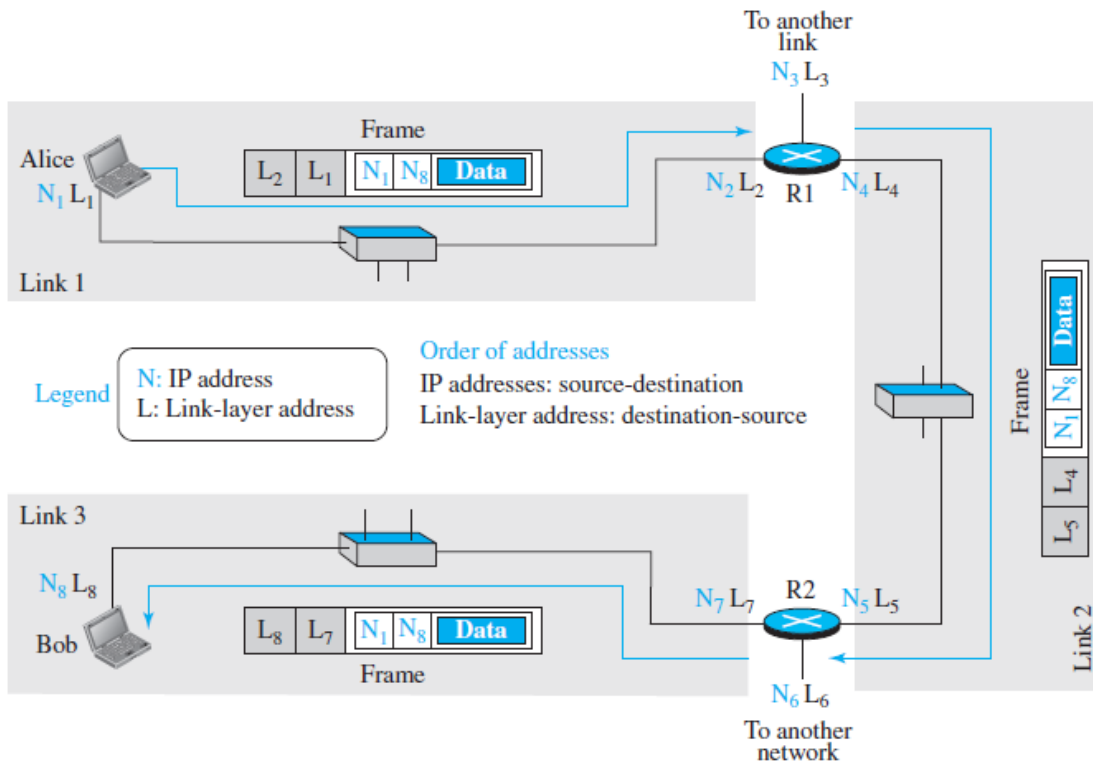 To another
link
N₃ L₃
Frame
Alice
L₂ L₁ N₁ N₈ Data
N₁ L₁
N₂ L₂ R1 N₄ L₄
Link 1
Legend
N: IP address
L: Link-layer address
Order of addresses
IP addresses: source-destination
Link-layer address: destination-source
Frame
L₅ L₄ N₁ N₈ Data
Link 2
Link 3
N₈ L₈
Bob
L₈ L₇ N₁ N₈ Data
Frame
N₇ L₇ R2 N₅ L₅
N₆ L₆
To another
network